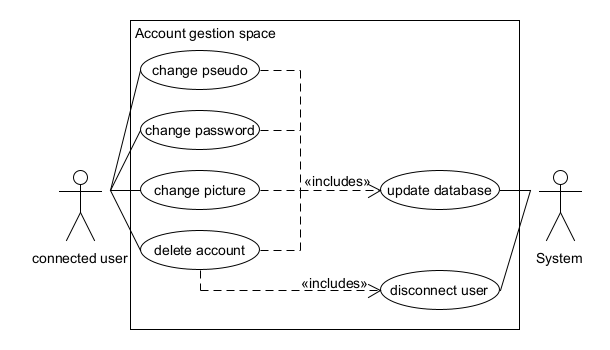 Account gestion space
change pseudo
change password
change picture
«includes»
update database
connected user
System
delete account
«includes»
disconnect user